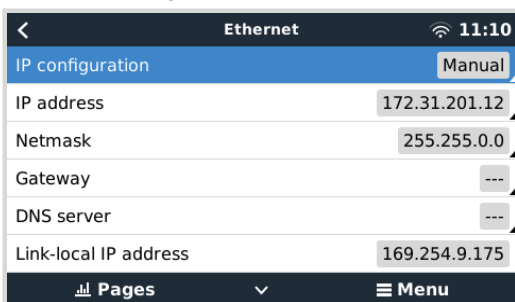 Ethernet 11:10
IP configuration Manual
IP address 172.31.201.12
Netmask 255.255.0.0
Gateway ---
DNS server ---
Link-local IP address 169.254.9.175
Pages Menu